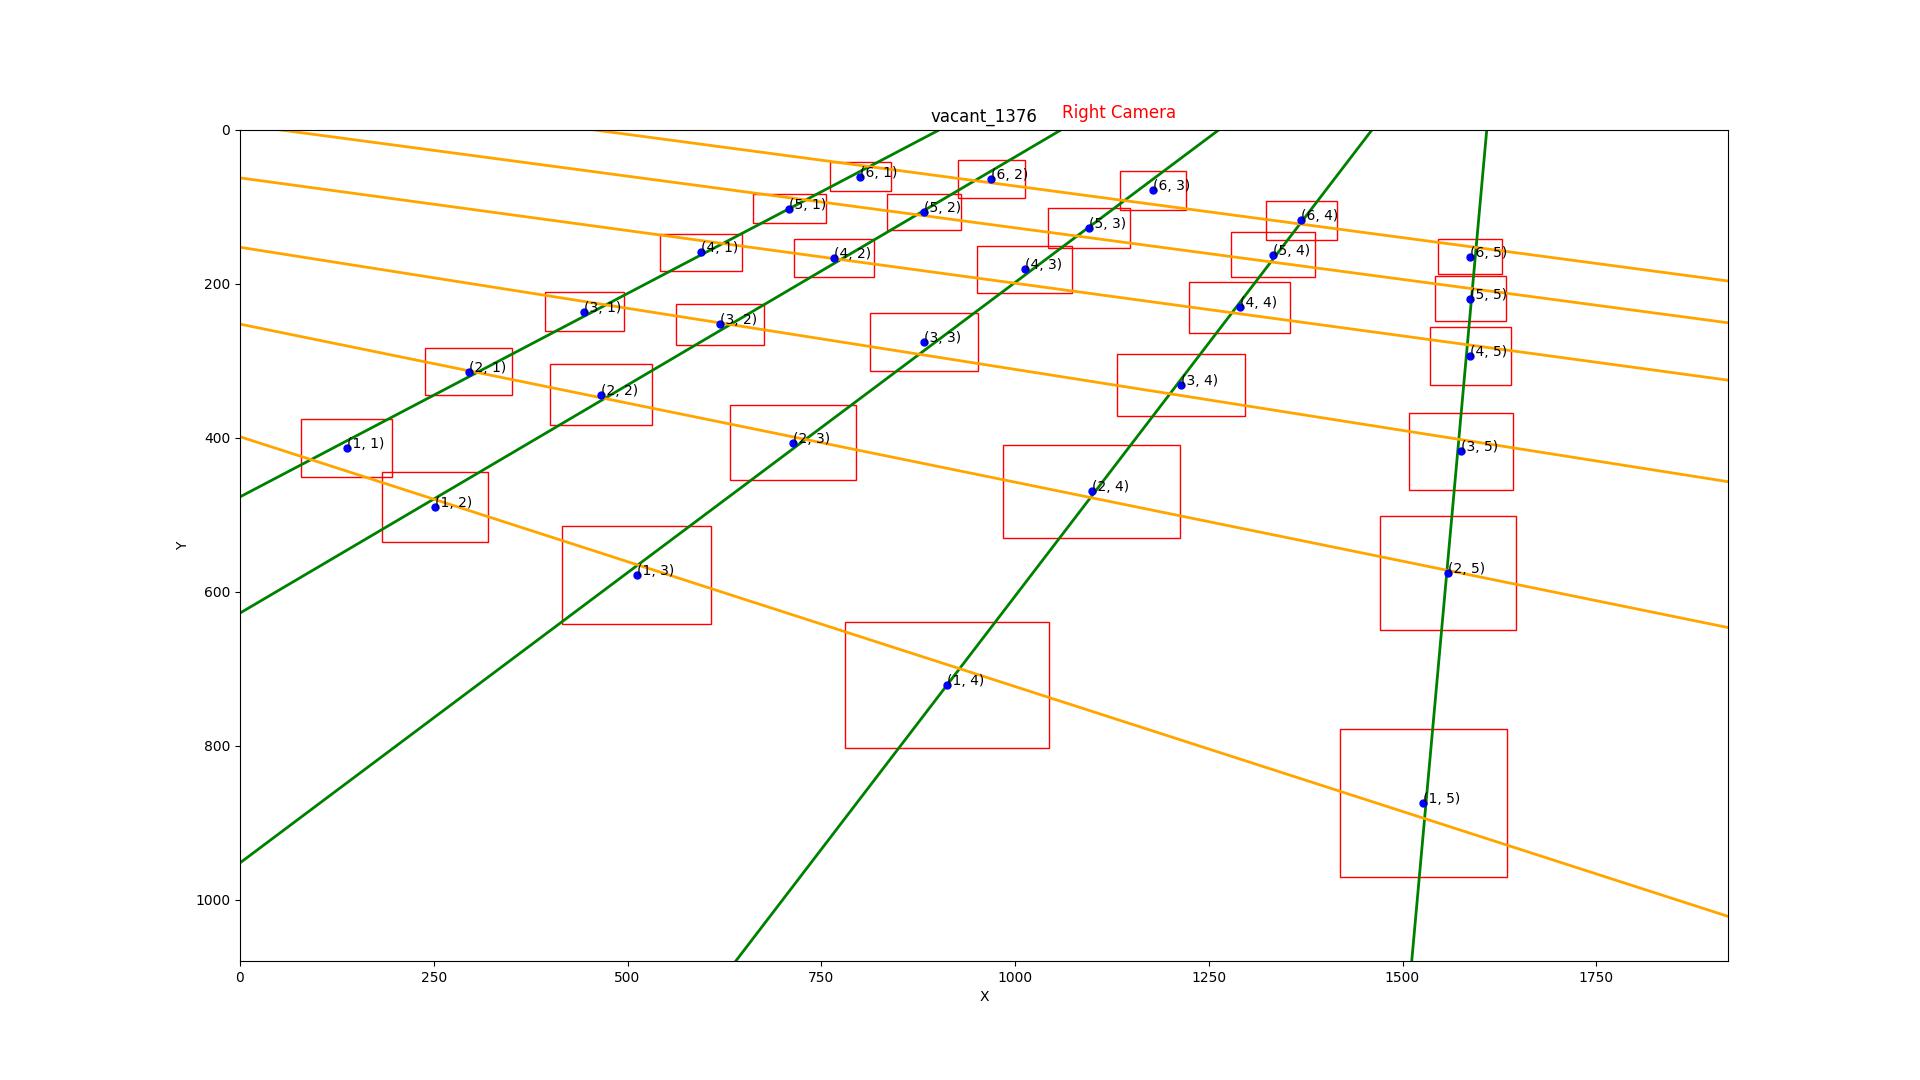 vacant_1376 Right Camera
0
(6, 1) (6, 2) (6, 3) (6, 4) (6, 5)
(5, 1) (5, 2) (5, 3) (5, 4) (5, 5)
200
(4, 1) (4, 2) (4, 3) (4, 4) (4, 5)
(3, 1) (3, 2) (3, 3) (3, 4) (3, 5)
400
(2, 1) (2, 2) (2, 3) (2, 4) (2, 5)
(1, 1) (1, 2) (1, 3) (1, 4) (1, 5)
Y
600
800
1000
0 250 500 750 1000 1250 1500 1750
X